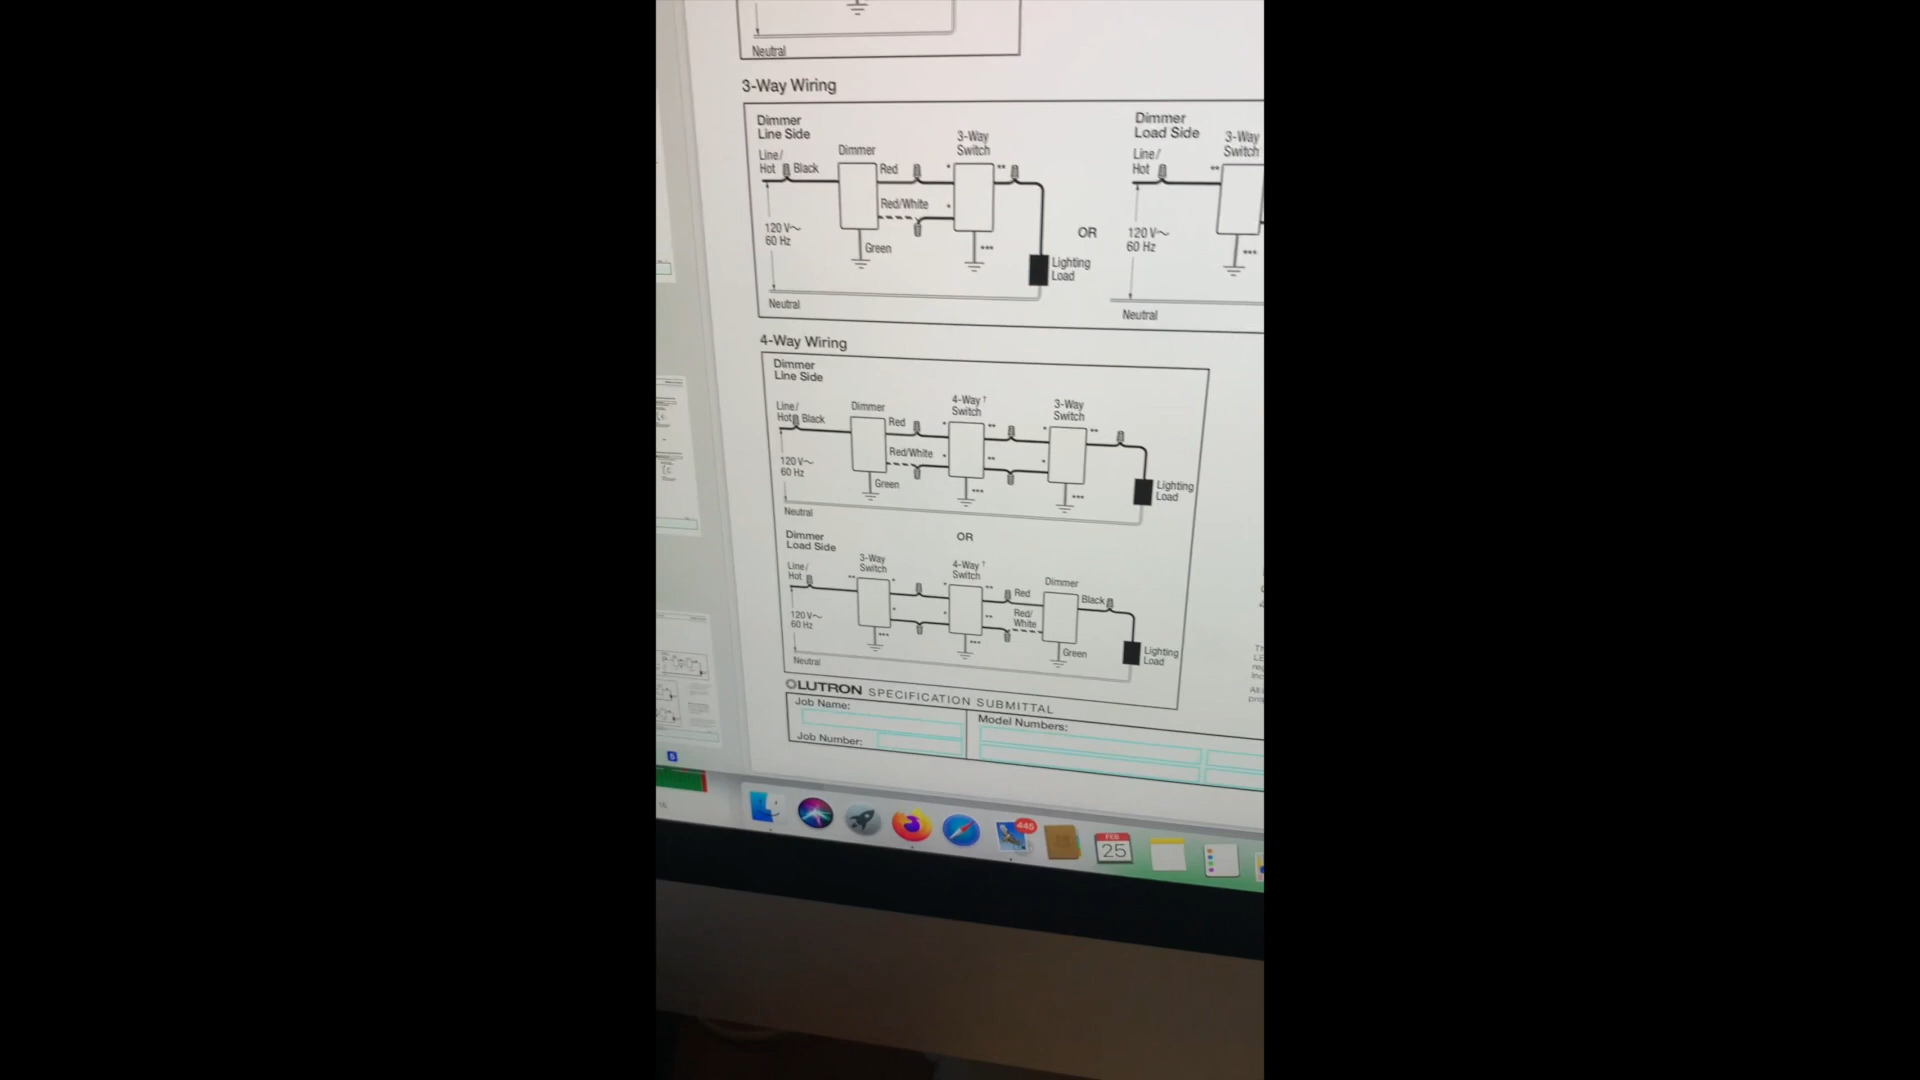 Neutral
3-Way Wiring
Dimmer
Line Side
Line/
Hot
Black
Dimmer
Red
Red/White
Green
3-Way
Switch
*
**
*
***
120 V~
60 Hz
Lighting
Load
Neutral
OR
Dimmer
Load Side
Line/
Hot
3-Way
Switch
**
***
120 V~
60 Hz
Neutral
4-Way Wiring
Dimmer
Line Side
Line/
Hot
Black
Dimmer
Red
Red/White
Green
4-Way †
Switch
*
**
*
**
***
3-Way
Switch
*
**
*
***
120 V~
60 Hz
Lighting
Load
Neutral
OR
Dimmer
Load Side
Line/
Hot
3-Way
Switch
**
*
*
***
4-Way †
Switch
*
**
*
**
***
Red
Red/
White
Dimmer
Black
Green
120 V~
60 Hz
Lighting
Load
Neutral
LUTRON SPECIFICATION SUBMITTAL
Job Name:
Model Numbers:
Job Number:
445
FEB
25